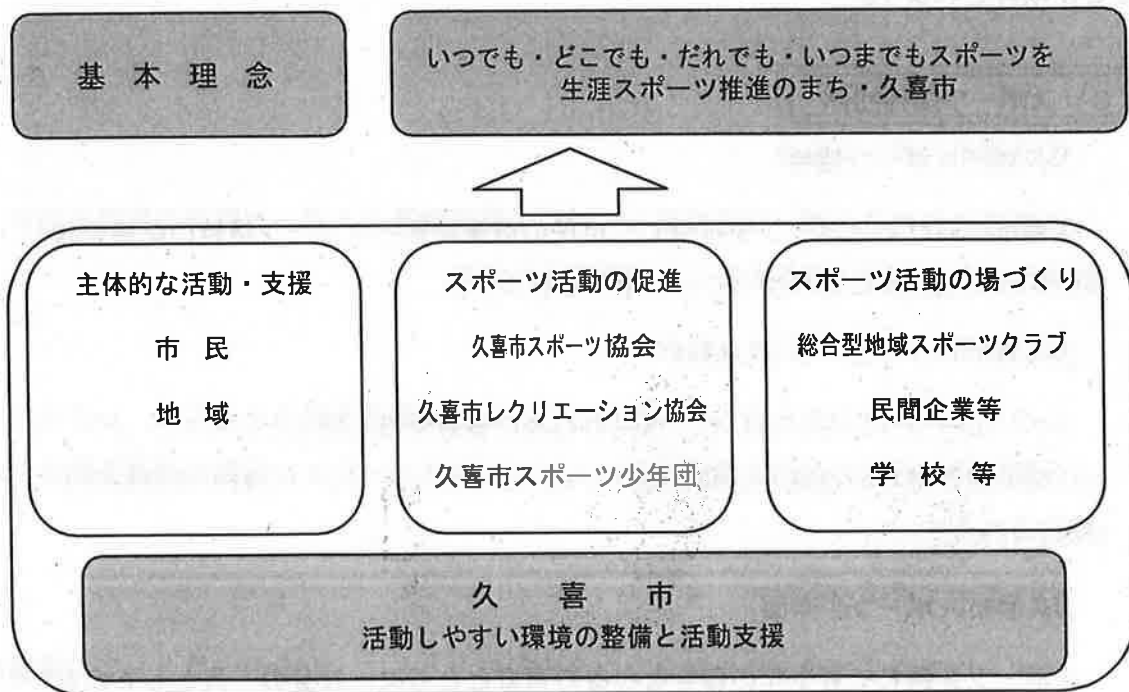 基本理念
いつでも・どこでも・だれでも・いつまでもスポーツを
生涯スポーツ推進のまち・久喜市
主体的な活動・支援
市民
地域
スポーツ活動の促進
久喜市スポーツ協会
久喜市レクリエーション協会
久喜市スポーツ少年団
スポーツ活動の場づくり
総合型地域スポーツクラブ
民間企業等
学校等
久喜市
活動しやすい環境の整備と活動支援